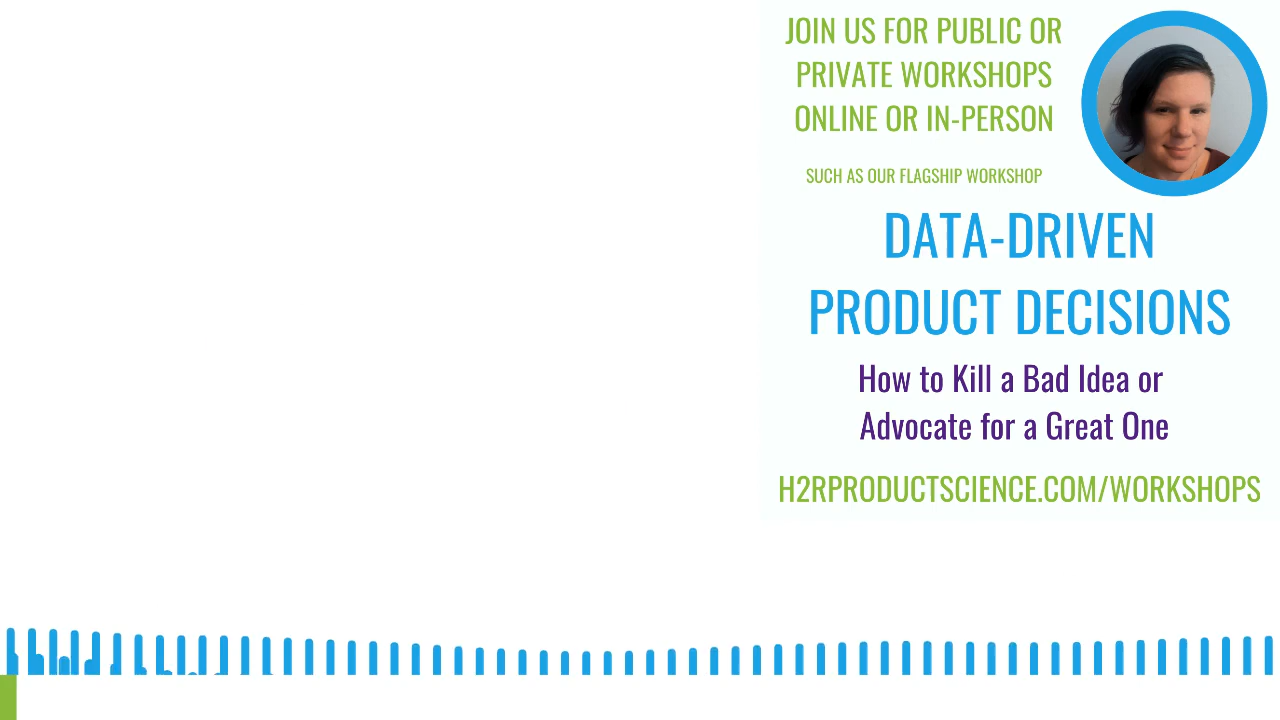 JOIN US FOR PUBLIC OR
PRIVATE WORKSHOPS
ONLINE OR IN-PERSON
SUCH AS OUR FLAGSHIP WORKSHOP
DATA-DRIVEN
PRODUCT DECISIONS
How to Kill a Bad Idea or
Advocate for a Great One
H2RPRODUCTSCIENCE.COM/WORKSHOPS